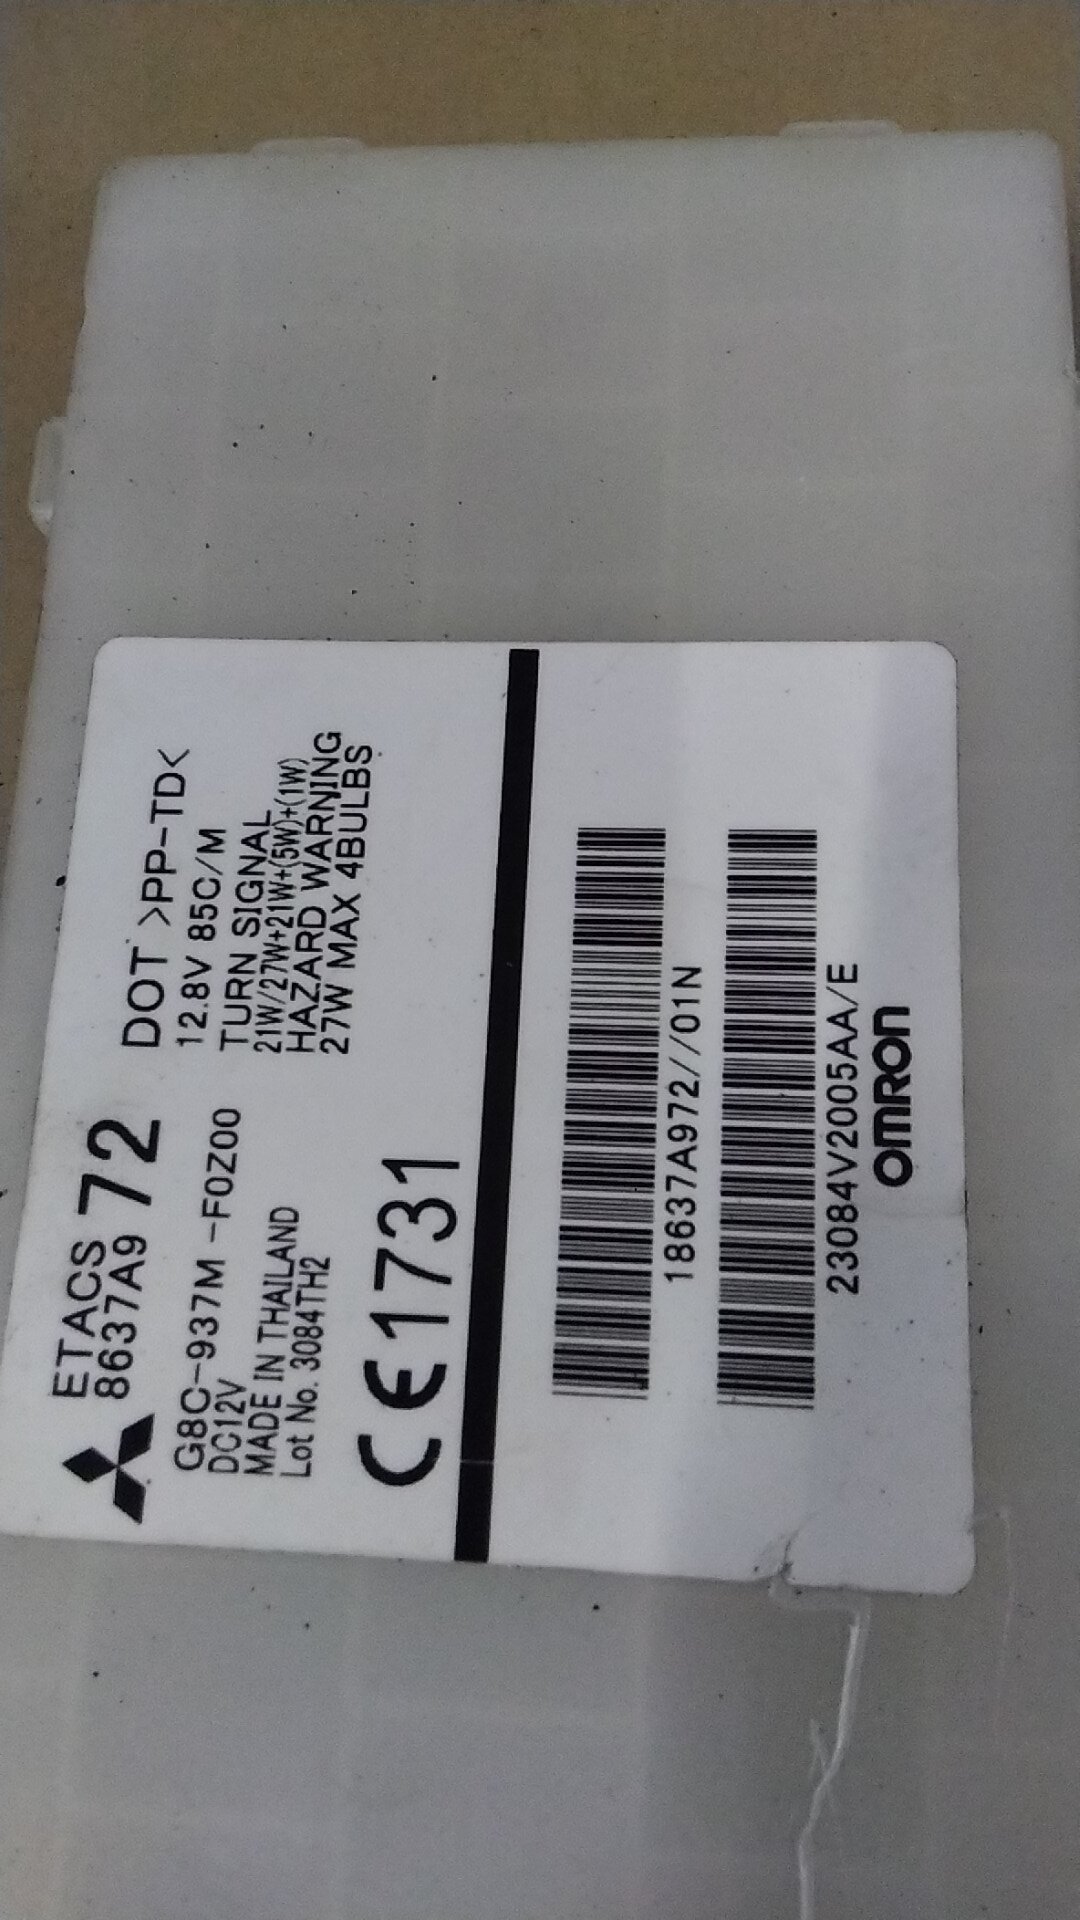 ETACS
8637A9 72
G8C-937M -F0Z00
DC12V
MADE IN THAILAND
Lot No. 3084TH2
CE1731
DOT >PP-TD<
12.8V 85C/M
TURN SIGNAL
21W/27W+21W+(5W)+(1W)
HAZARD WARNING
27W MAX 4BULBS
18637A972//01N
23084V2005AA/E
OMRON